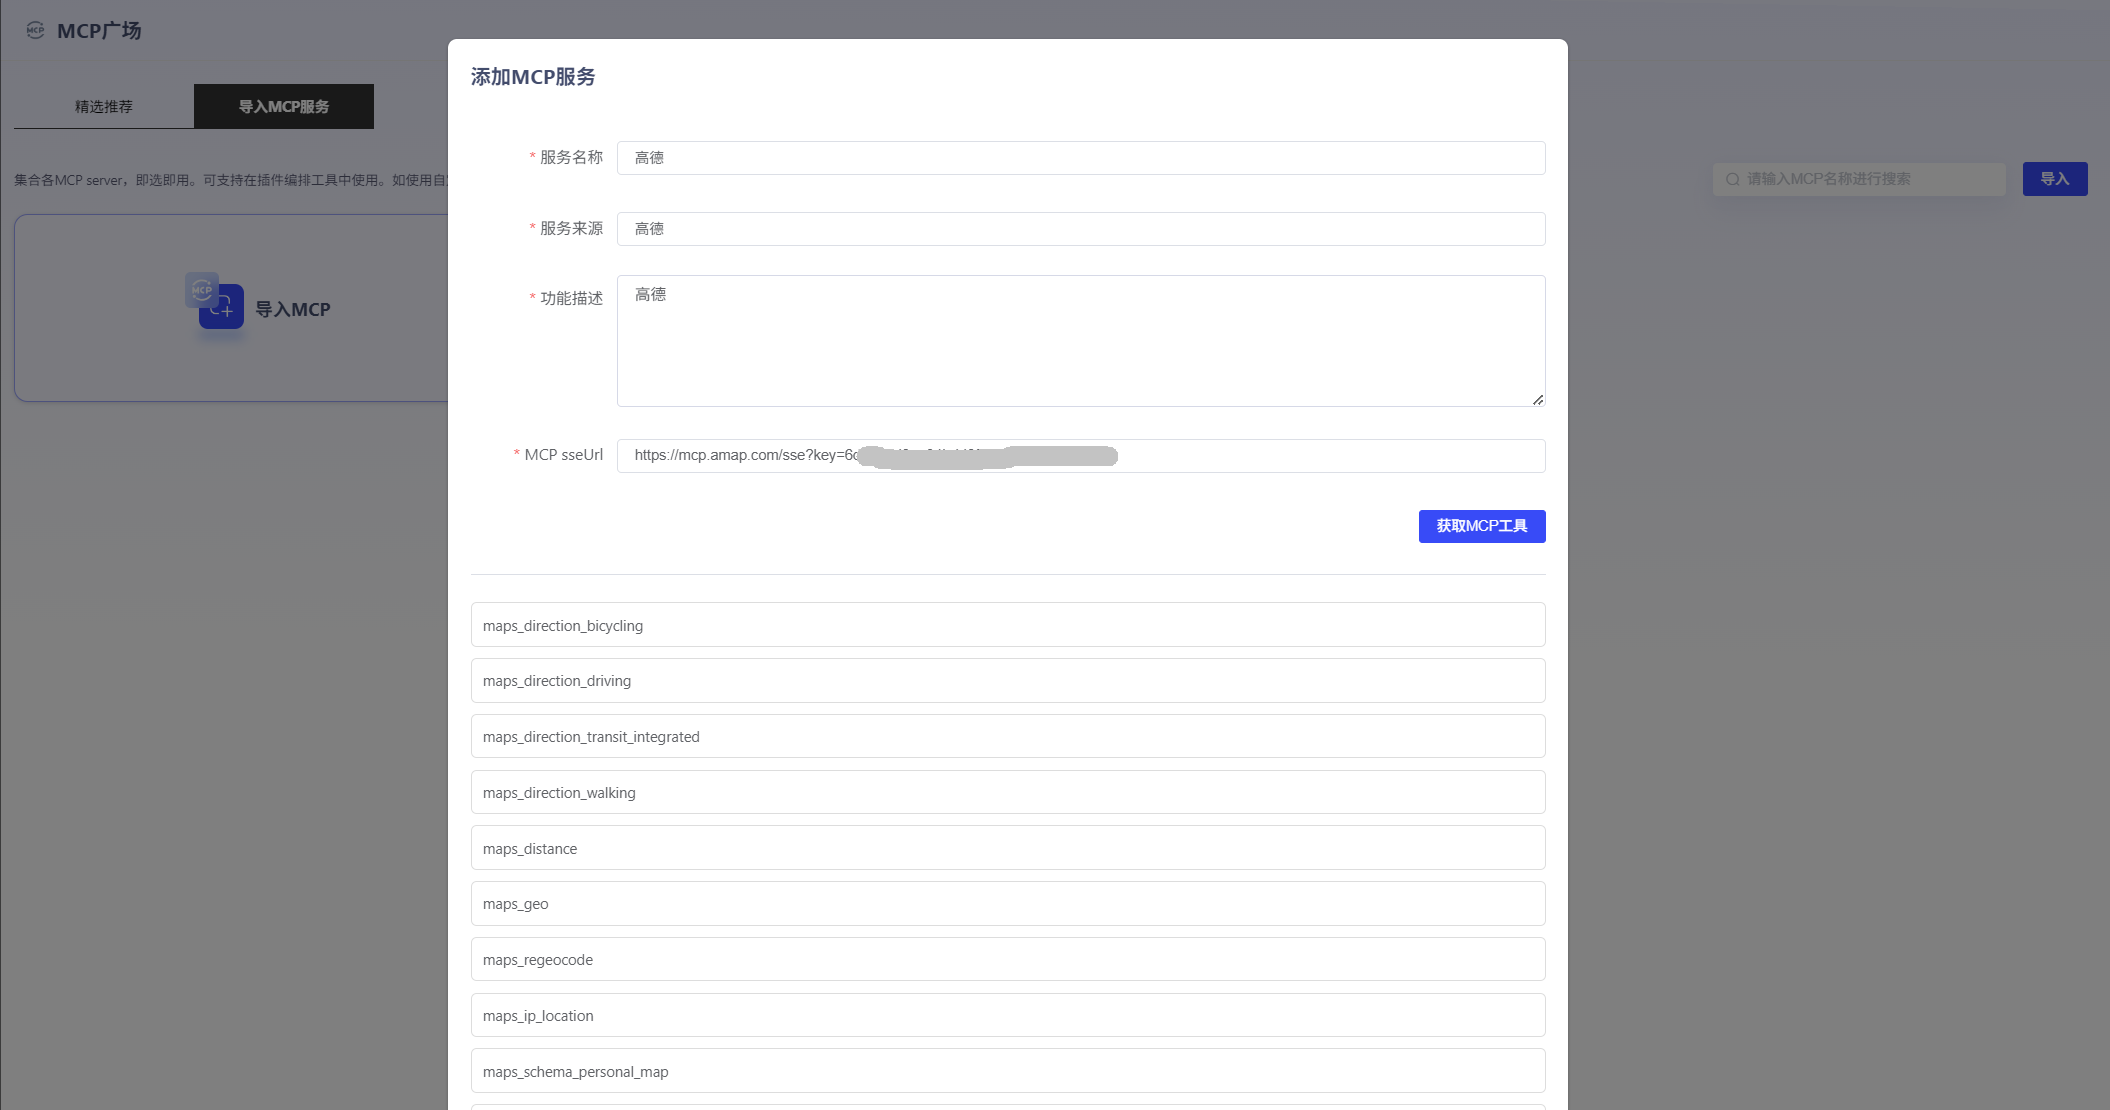 MCP广场
精选推荐
导入MCP服务
集合各MCP server，即选即用。可支持在插件编排工具中使用。如使用自
请输入MCP名称进行搜索
导入
MCP
导入MCP
添加MCP服务
* 服务名称
高德
* 服务来源
高德
* 功能描述
高德
* MCP sseUrl
https://mcp.amap.com/sse?key=6
获取MCP工具
maps_direction_bicycling
maps_direction_driving
maps_direction_transit_integrated
maps_direction_walking
maps_distance
maps_geo
maps_regeocode
maps_ip_location
maps_schema_personal_map